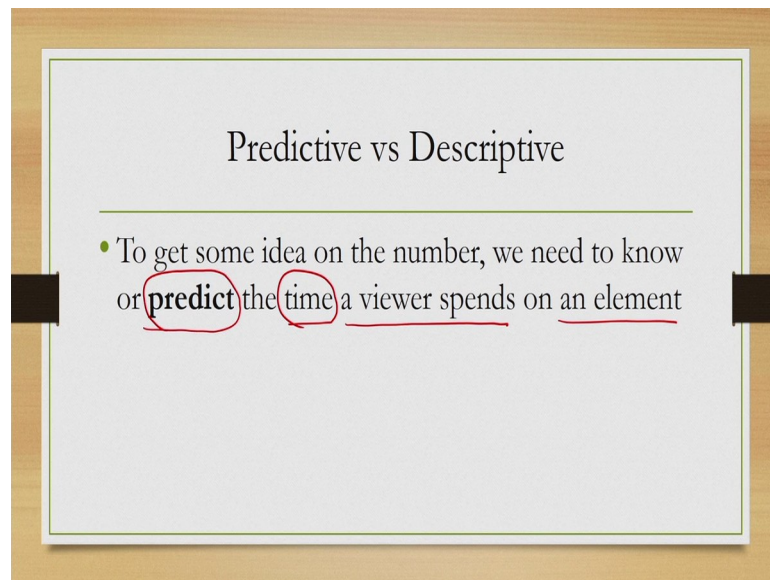 Predictive vs Descriptive
• To get some idea on the number, we need to know
or predict the time a viewer spends on an element